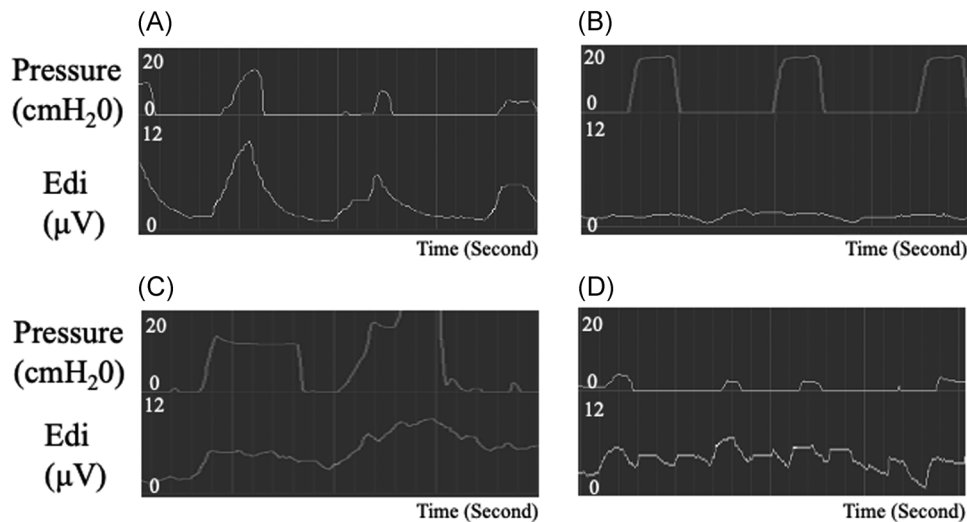 (A)
(B)
Pressure
(cmH₂0)
20
0
20
0
Edi
(μV)
12
0
12
0
Time (Second)
Time (Second)
(C)
(D)
Pressure
(cmH₂0)
20
0
20
0
Edi
(μV)
12
0
12
0
Time (Second)
Time (Second)